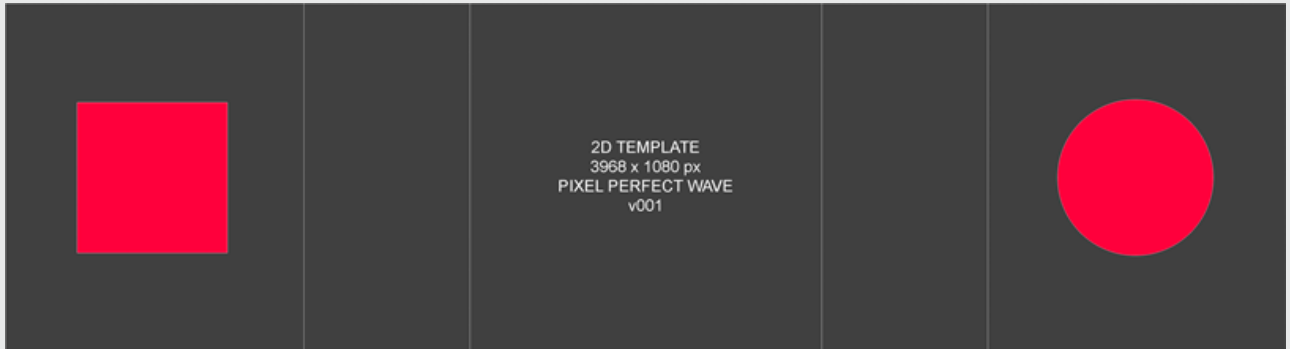 2D TEMPLATE
3968 x 1080 px
PIXEL PERFECT WAVE
v001